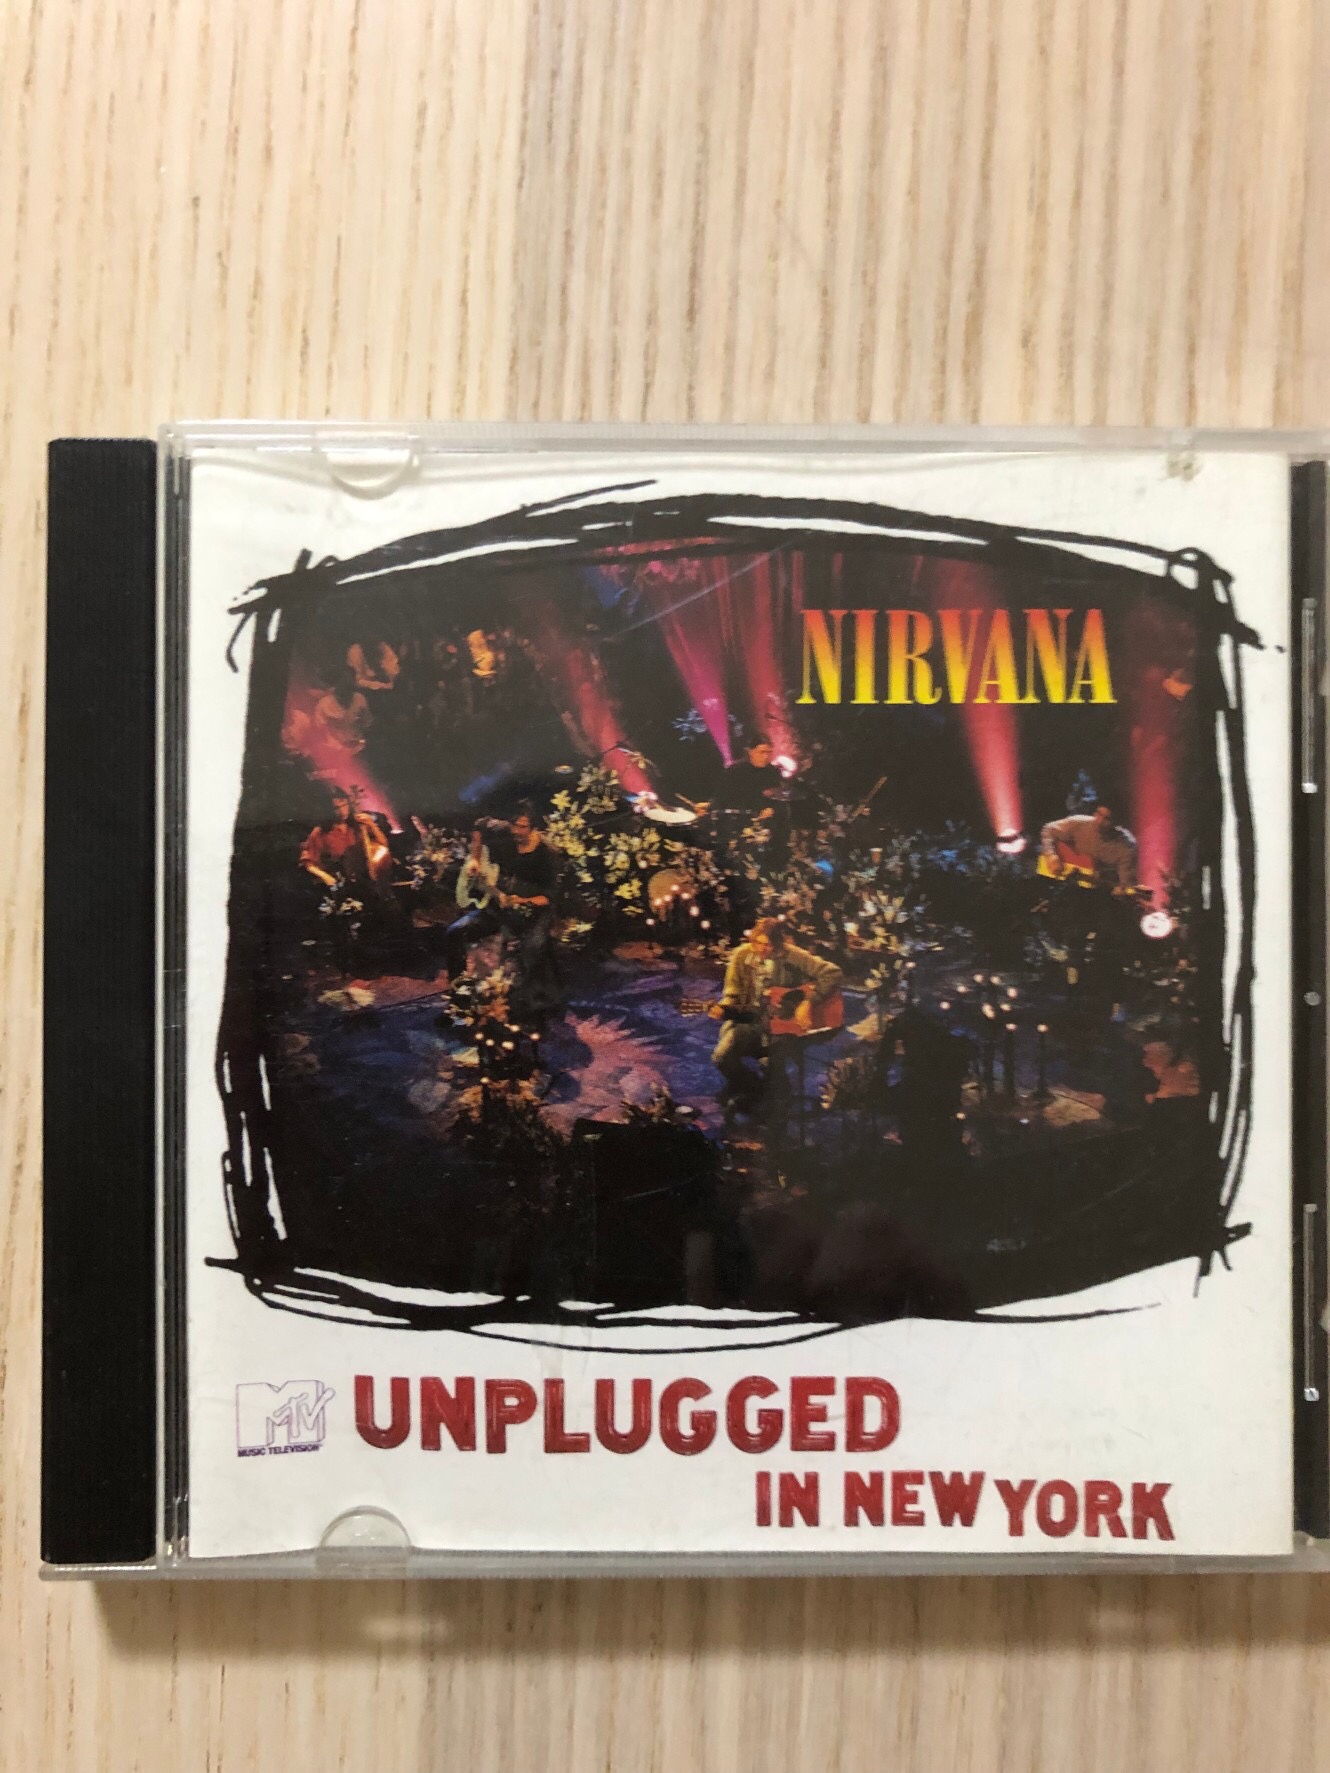 NIRVANA
MTV
MUSIC TELEVISION
UNPLUGGED
IN NEW YORK